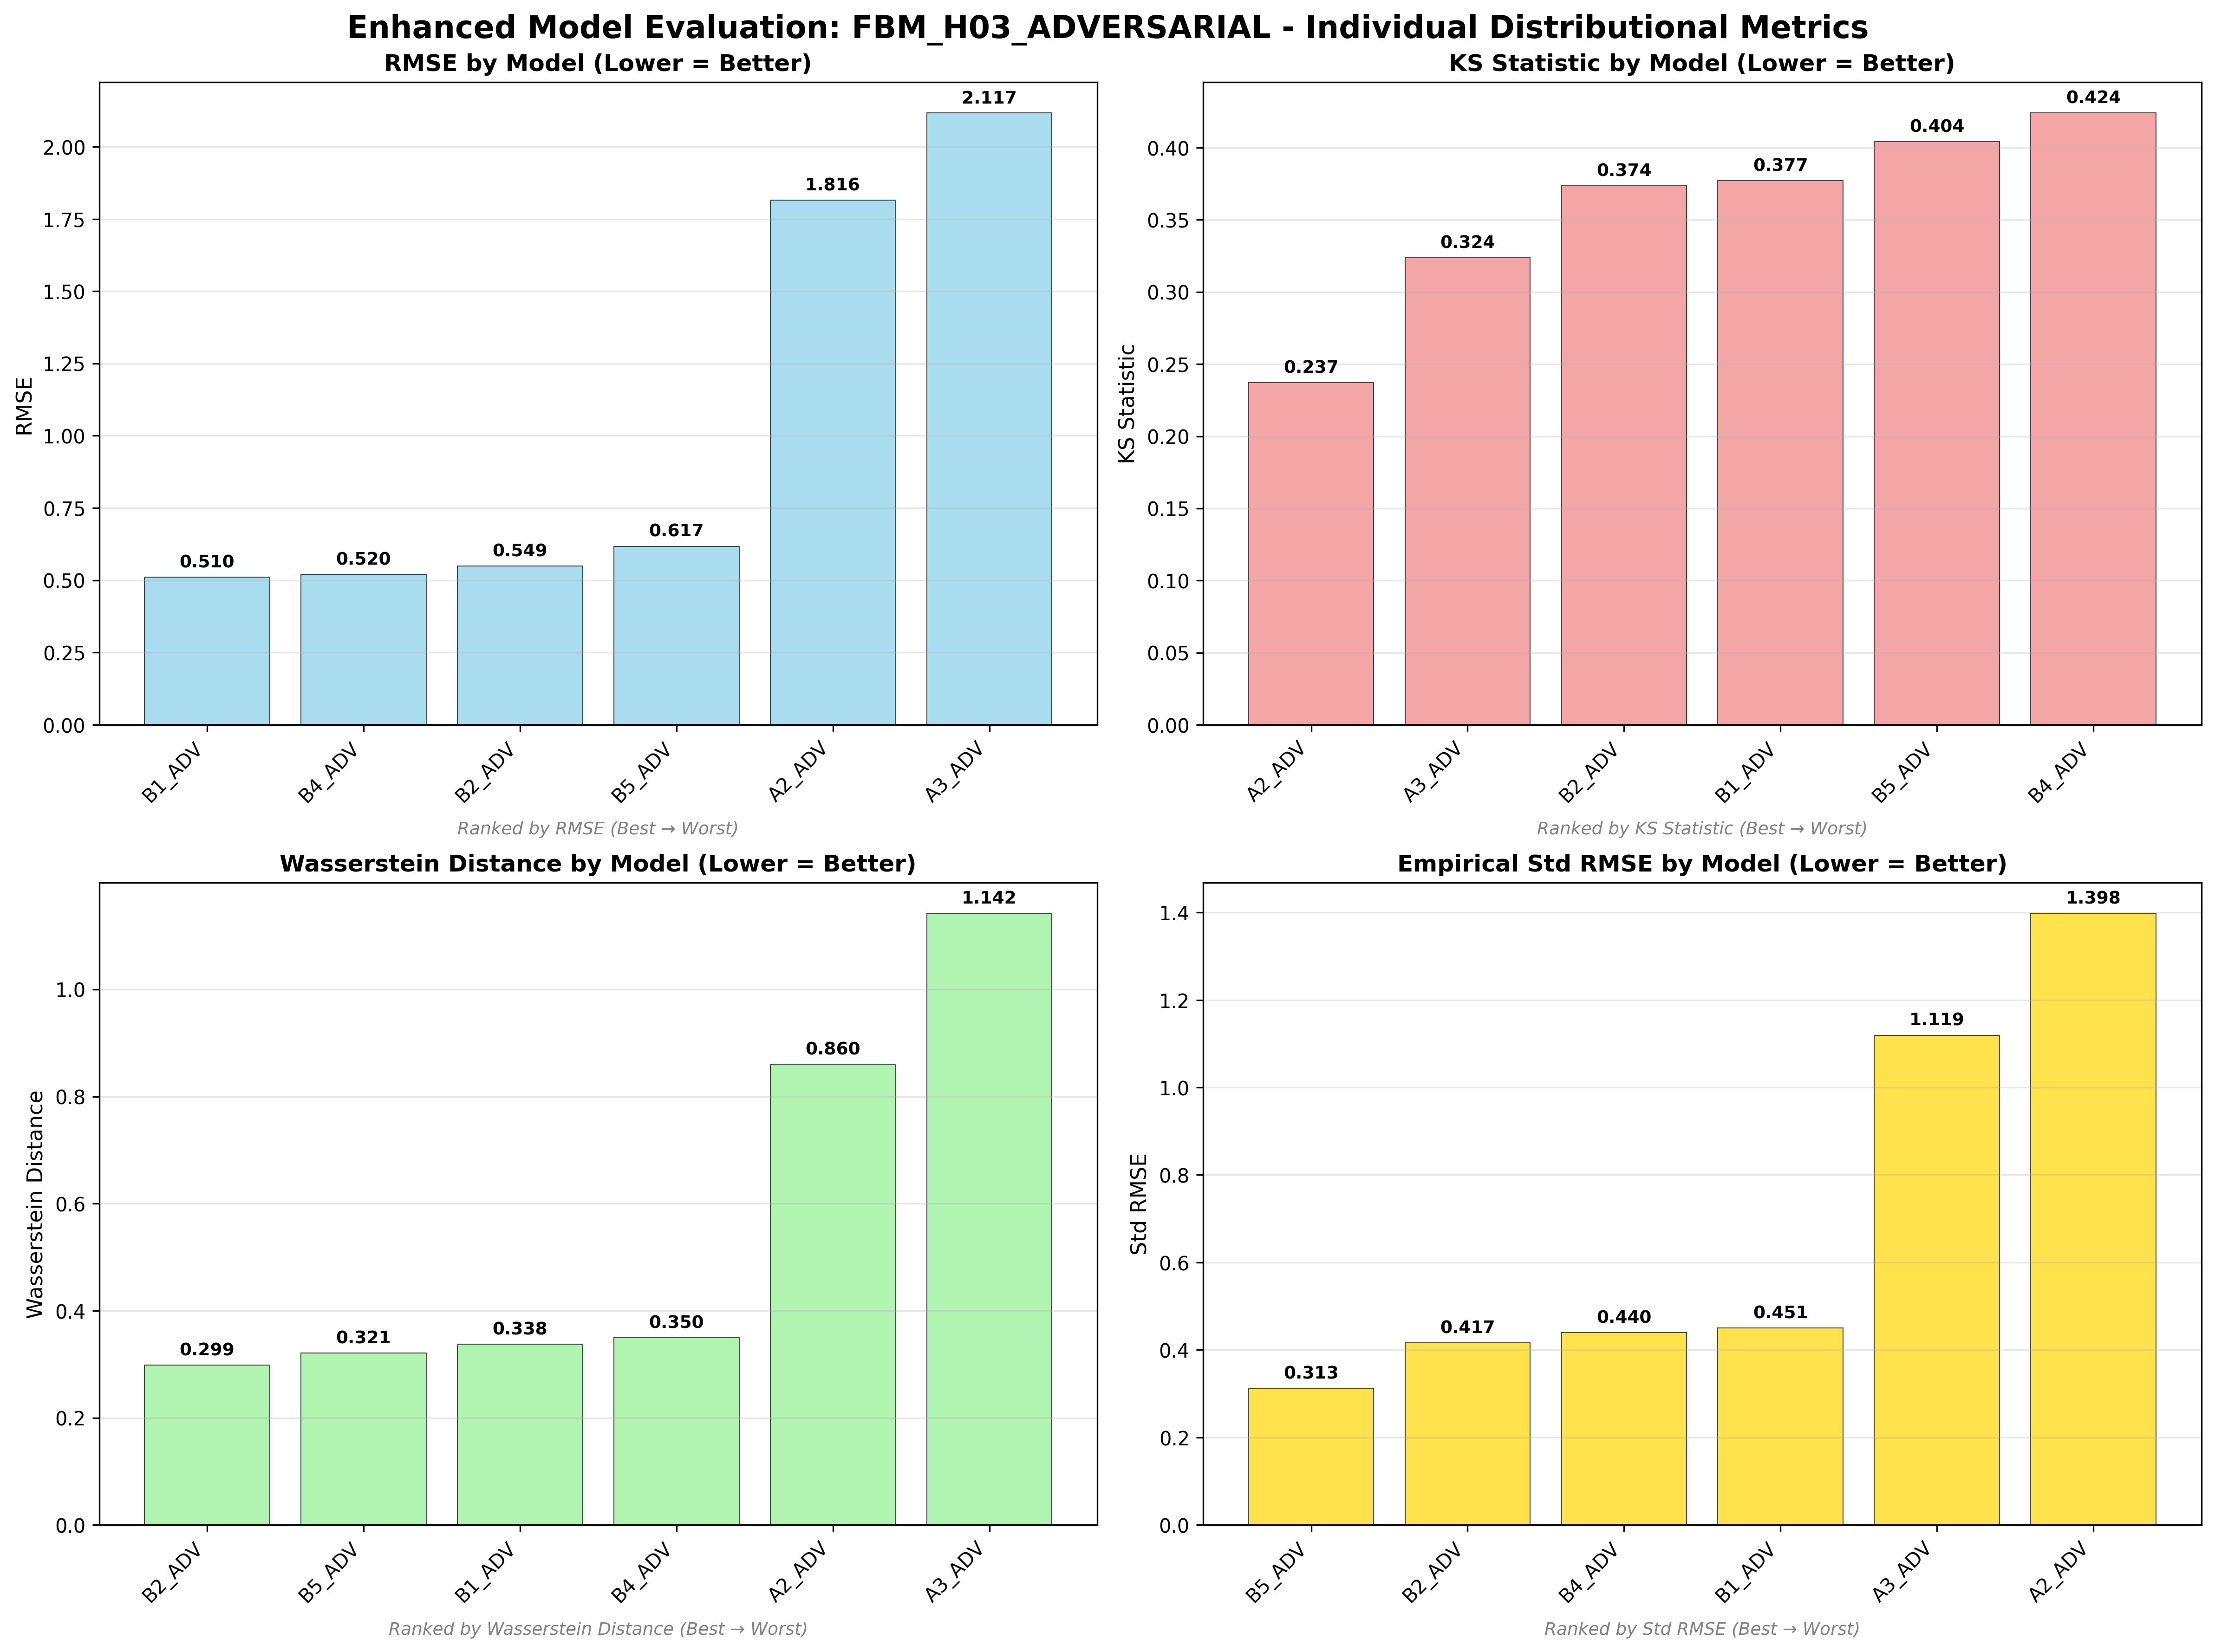 Enhanced Model Evaluation: FBM_H03_ADVERSARIAL - Individual Distributional Metrics
RMSE by Model (Lower = Better)
RMSE
2.00
1.75
1.50
1.25
1.00
0.75
0.50
0.25
0.00
0.510
0.520
0.549
0.617
1.816
2.117
B1_ADV
B4_ADV
B2_ADV
B5_ADV
A2_ADV
A3_ADV
Ranked by RMSE (Best → Worst)
KS Statistic by Model (Lower = Better)
KS Statistic
0.40
0.35
0.30
0.25
0.20
0.15
0.10
0.05
0.00
0.237
0.324
0.374
0.377
0.404
0.424
A2_ADV
A3_ADV
B2_ADV
B1_ADV
B5_ADV
B4_ADV
Ranked by KS Statistic (Best → Worst)
Wasserstein Distance by Model (Lower = Better)
Wasserstein Distance
1.0
0.8
0.6
0.4
0.2
0.0
0.299
0.321
0.338
0.350
0.860
1.142
B2_ADV
B5_ADV
B1_ADV
B4_ADV
A2_ADV
A3_ADV
Ranked by Wasserstein Distance (Best → Worst)
Empirical Std RMSE by Model (Lower = Better)
Std RMSE
1.4
1.2
1.0
0.8
0.6
0.4
0.2
0.0
0.313
0.417
0.440
0.451
1.119
1.398
B5_ADV
B2_ADV
B4_ADV
B1_ADV
A3_ADV
A2_ADV
Ranked by Std RMSE (Best → Worst)